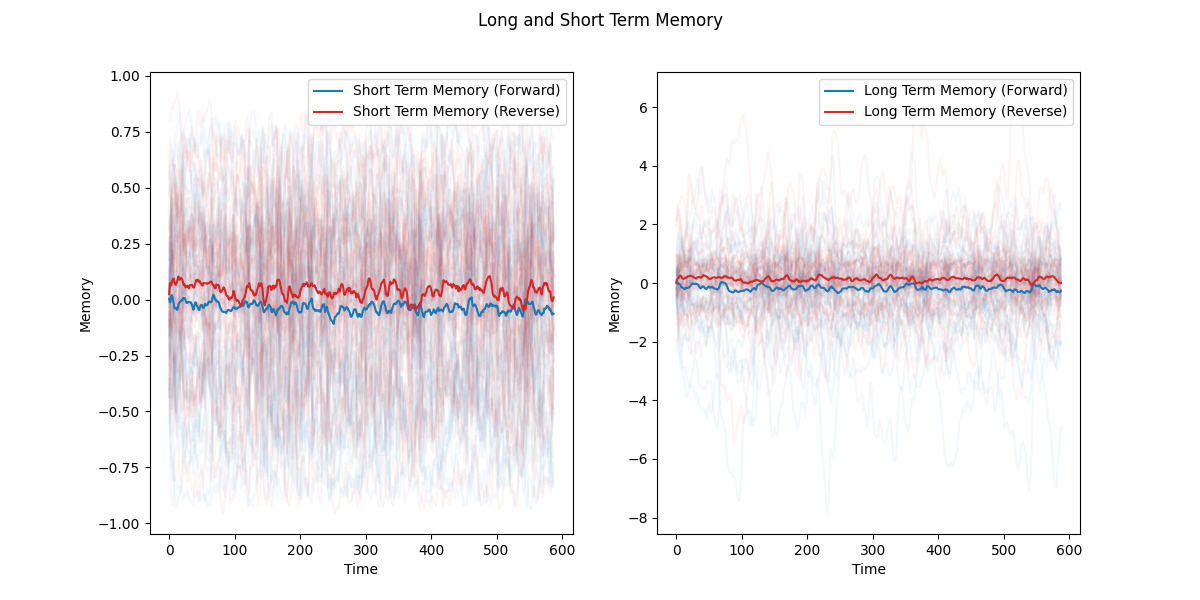 Long and Short Term Memory
Short Term Memory (Forward)
Short Term Memory (Reverse)
1.00
0.75
0.50
0.25
0.00
−0.25
−0.50
−0.75
−1.00
Memory
0 100 200 300 400 500 600
Time
Long Term Memory (Forward)
Long Term Memory (Reverse)
6
4
2
0
−2
−4
−6
−8
Memory
0 100 200 300 400 500 600
Time